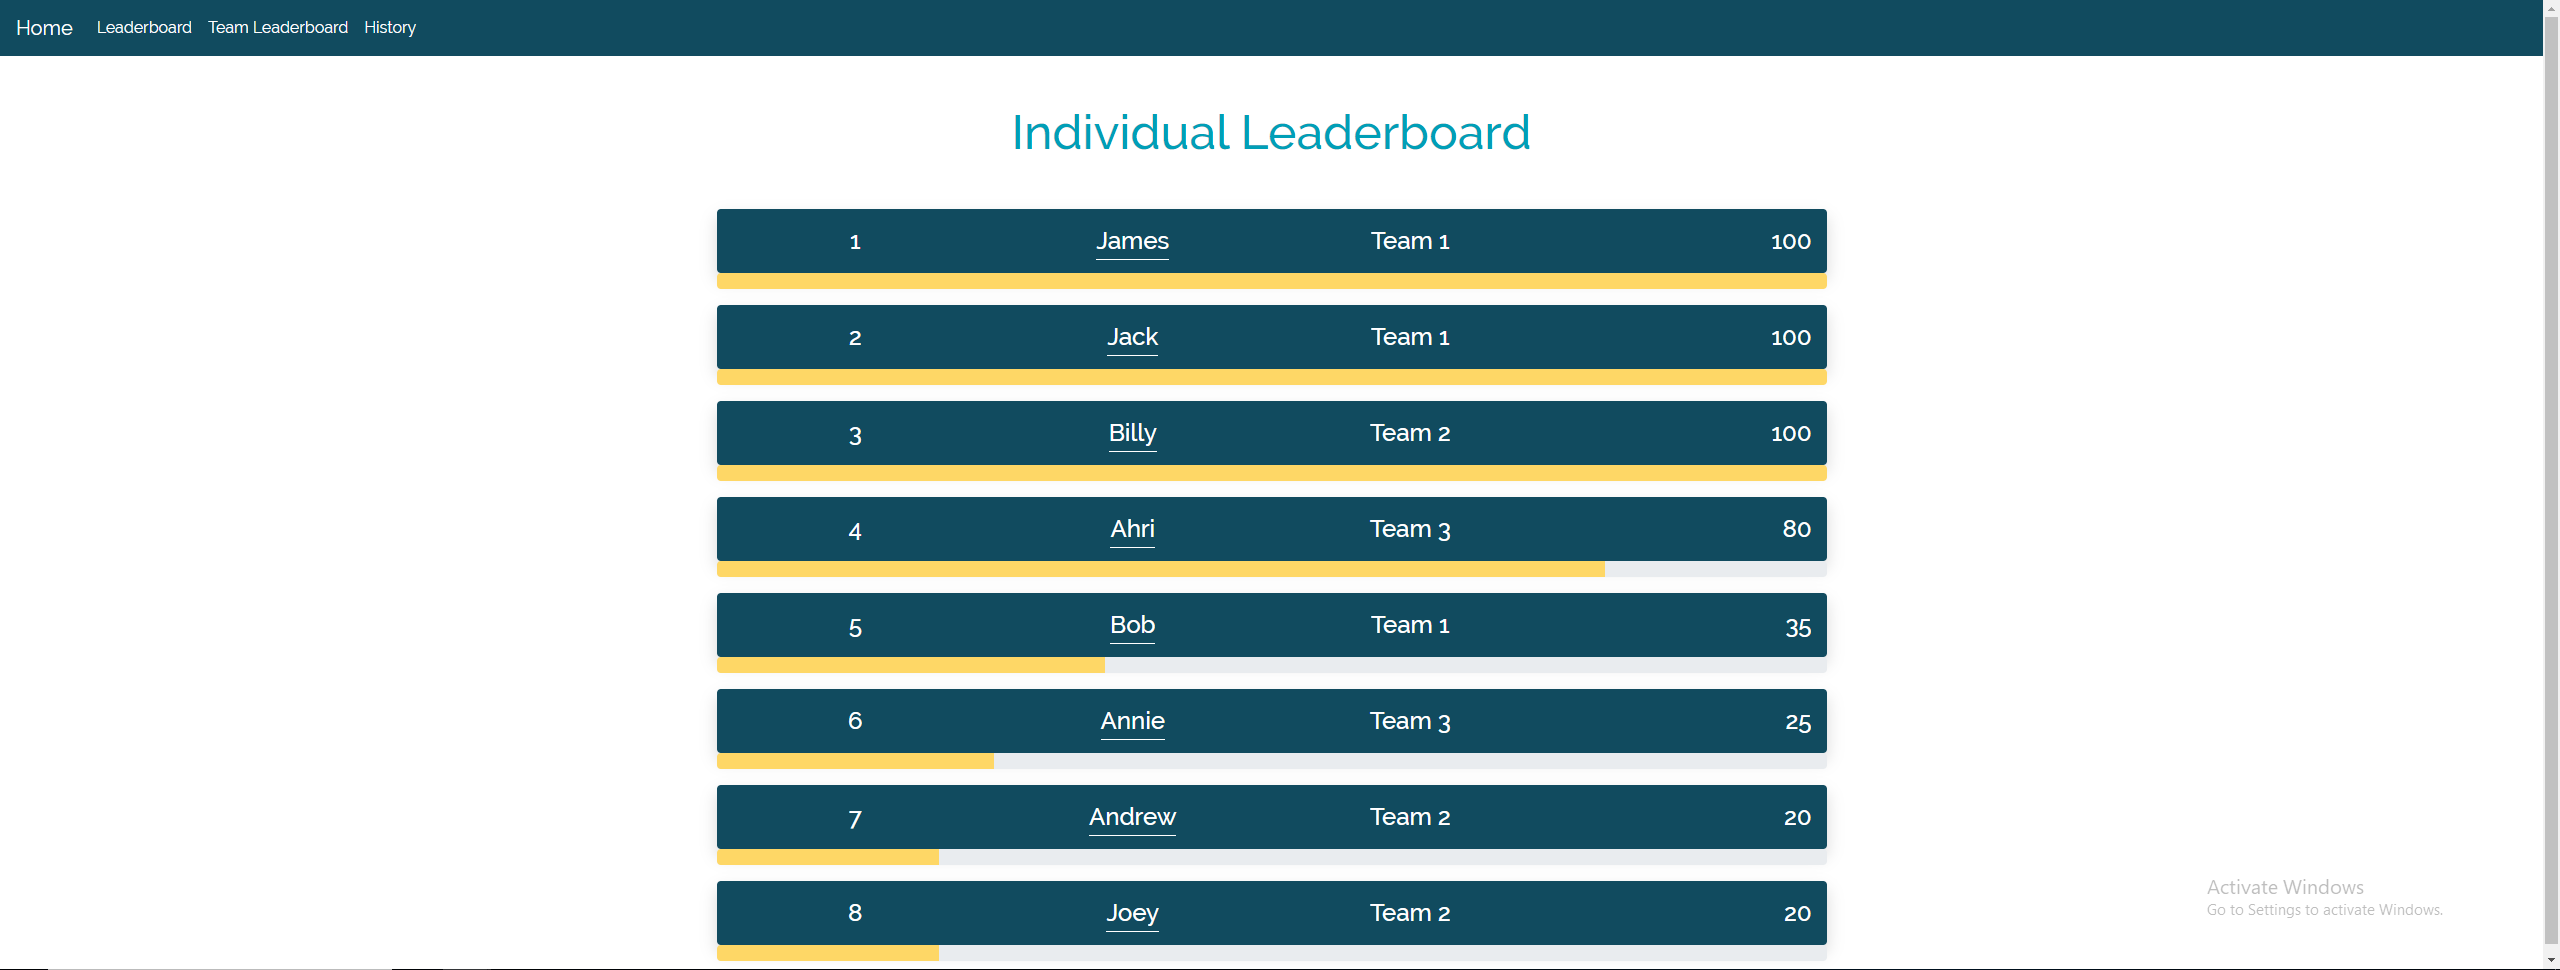 Home Leaderboard Team Leaderboard History
Individual Leaderboard
1 James Team 1 100
2 Jack Team 1 100
3 Billy Team 2 100
4 Ahri Team 3 80
5 Bob Team 1 35
6 Annie Team 3 25
7 Andrew Team 2 20
8 Joey Team 2 20
Activate Windows
Go to Settings to activate Windows.